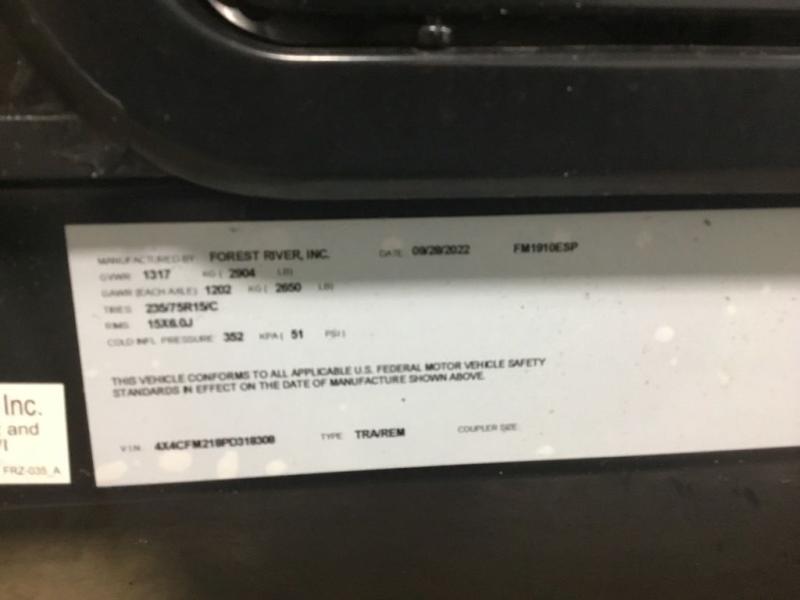 MANUFACTURED BY FOREST RIVER, INC. DATE 09/28/2022 FM1910ESP
GVWR 1317 KG ( 2904 LB)
GAWR (EACH AXLE) 1202 KG ( 2650 LB)
TIRES 235/75R15/C
RIMS 15X6.0J
COLD INFL. PRESSURE 352 KPA ( 51 PSI )
THIS VEHICLE CONFORMS TO ALL APPLICABLE U.S. FEDERAL MOTOR VEHICLE SAFETY
STANDARDS IN EFFECT ON THE DATE OF MANUFACTURE SHOWN ABOVE.
V I N 4X4CFM218PD318308 TYPE TRA/REM COUPLER SIZE:
Inc.
and
FRZ-035_A